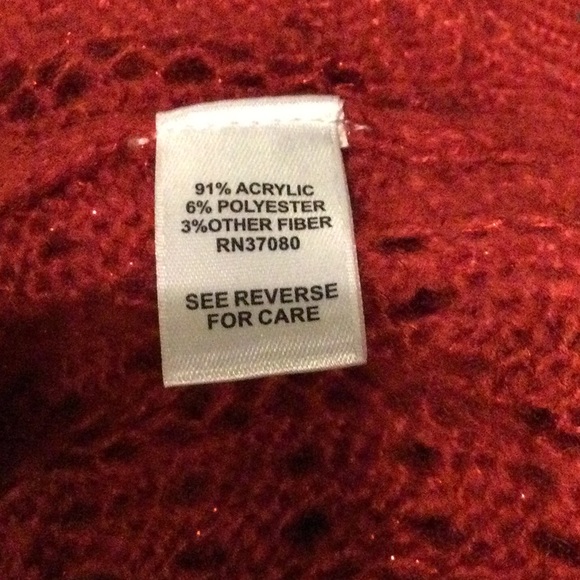 91% ACRYLIC
6% POLYESTER
3%OTHER FIBER
RN37080
SEE REVERSE
FOR CARE